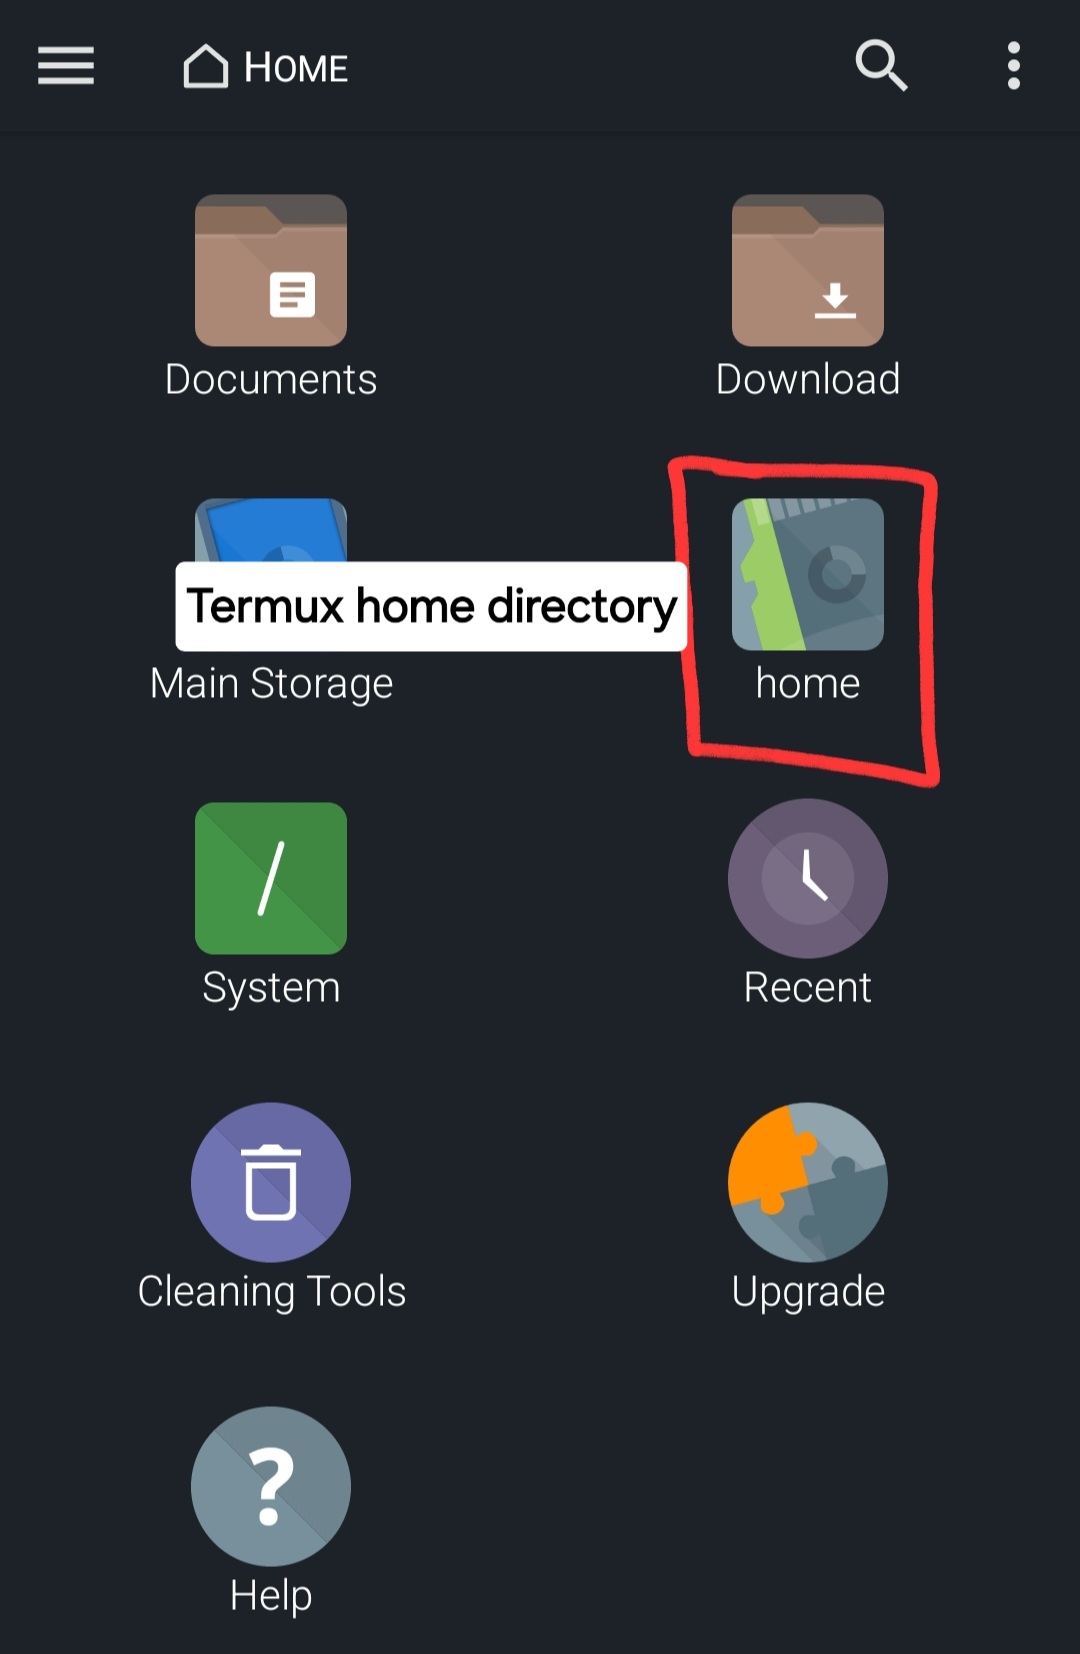 HOME
Documents
Download
Termux home directory
Main Storage
home
/
System
Recent
Cleaning Tools
Upgrade
?
Help